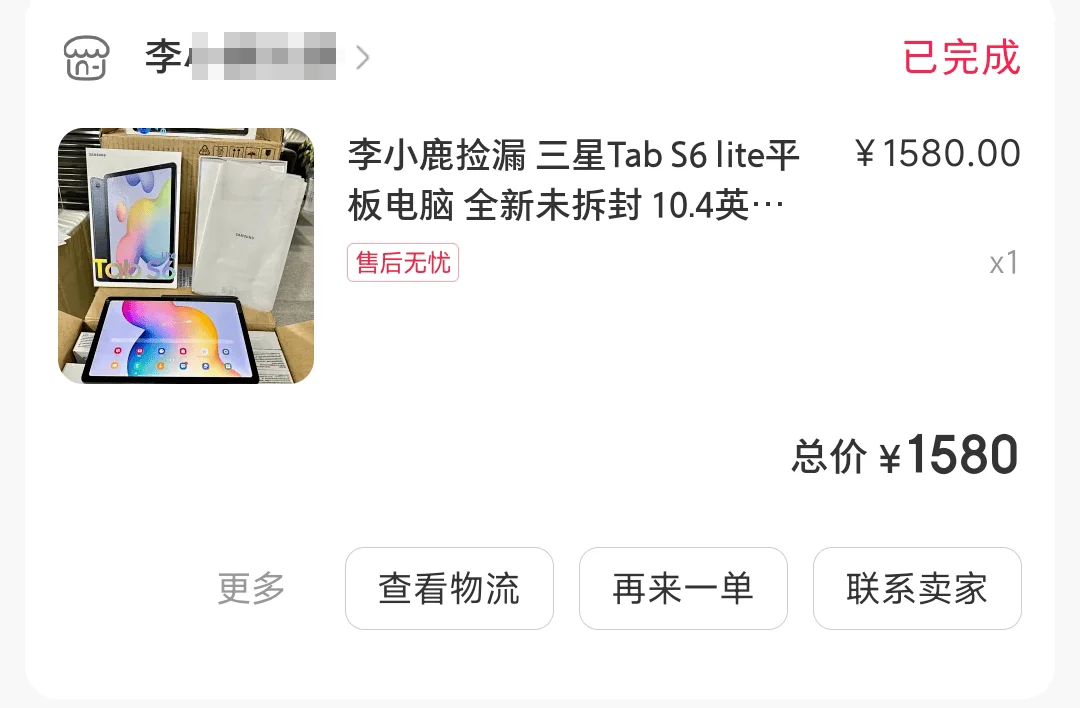 李
已完成
李小鹿捡漏 三星Tab S6 lite平
板电脑 全新未拆封 10.4英…
¥1580.00
售后无忧
x1
SAMSUNG
Tab S6
SAMSUNG
总价 ¥1580
更多
查看物流
再来一单
联系卖家